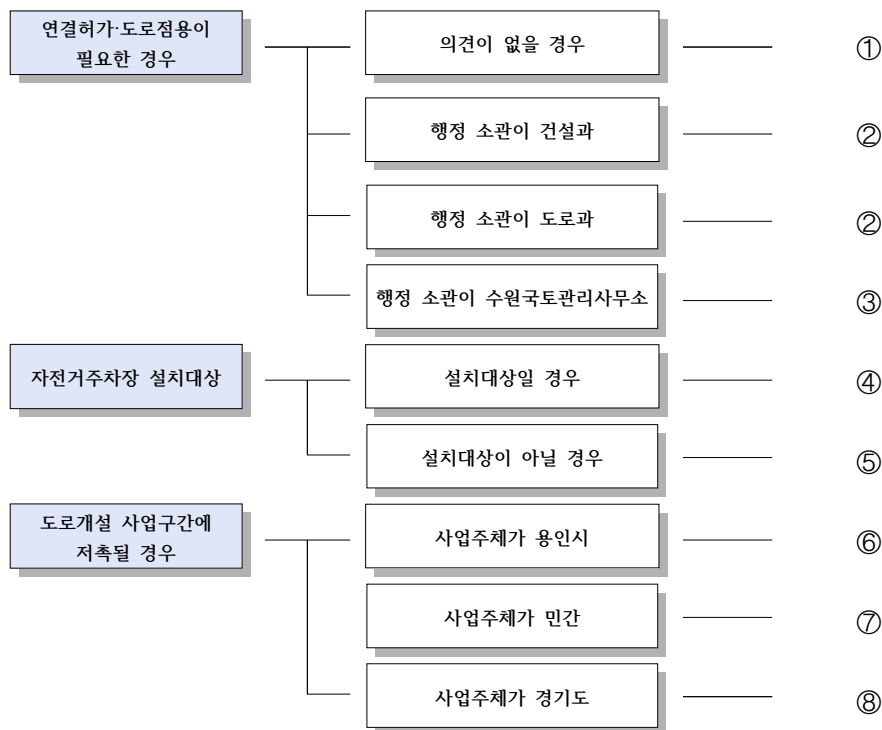 연결허가·도로점용이
필요한 경우
의견이 없을 경우
①
행정 소관이 건설과
②
행정 소관이 도로과
②
행정 소관이 수원국토관리사무소
③
자전거주차장 설치대상
설치대상일 경우
④
설치대상이 아닐 경우
⑤
도로개설 사업구간에
저촉될 경우
사업주체가 용인시
⑥
사업주체가 민간
⑦
사업주체가 경기도
⑧